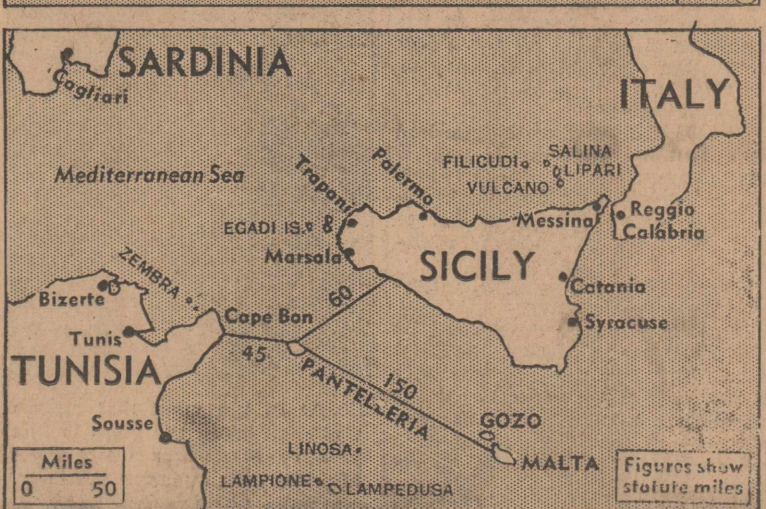 SARDINIA
Cagliari
ITALY
Mediterranean Sea
Trapani
Palermo
FILICUDI
SALINA
LIPARI
VULCANO
EGADI IS.
Messina
Reggio
Calabria
Marsala
SICILY
ZEMBRA
Bizerte
Catania
Cape Bon
60
Syracuse
Tunis
45
TUNISIA
PANTELLERIA
150
Sousse
GOZO
LINOSA
MALTA
Miles
0 50
LAMPIONE
LAMPEDUSA
Figures show
statute miles